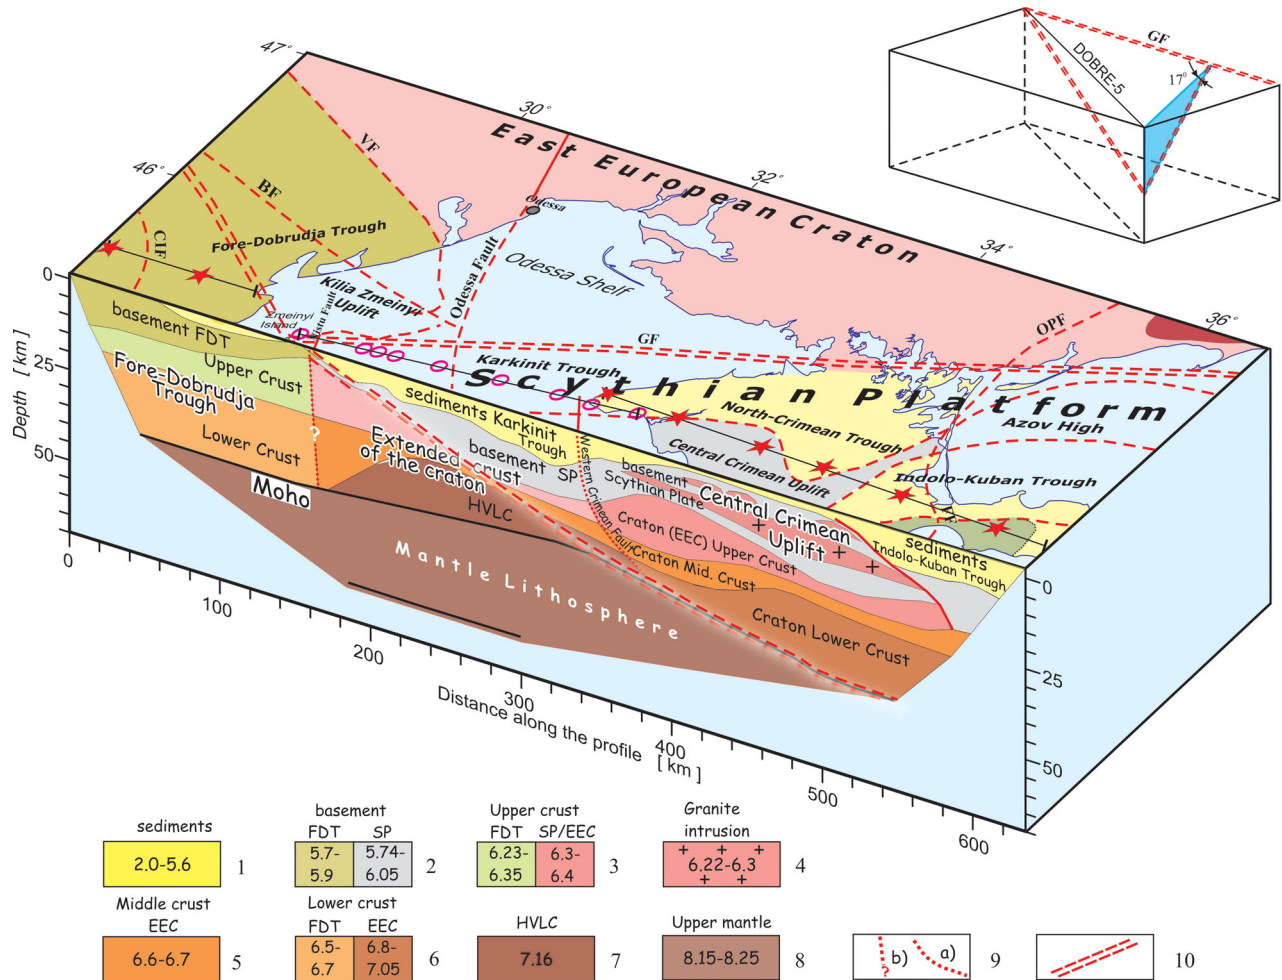 47°
30°
East European Craton
32°
34°
36°
46°
VF
BF
CIF
Fore-Dobrudja Trough
Odessa
Odessa Fault
Odessa Shelf
Kilia Zmeinyi
Uplift
Zmeinyi
Island
GF
OPF
Karkinit Trough
Scythian Platform
North-Crimean Trough
Azov High
Central Crimean Uplift
Indolo-Kuban Trough
GF
DOBRE-5
17°
Depth [km]
0
25
50
basement FDT
Upper Crust
Fore-Dobrudja
Trough
Lower Crust
?
Moho
sediments Karkinit
Trough
Extended crust
of the craton
basement SP
HVLC
Western Crimean Fault
basement
Scythian Plate
Central Crimean
Uplift
+
+
+
Craton (EEC) Upper Crust
Craton Mid. Crust
Craton Lower Crust
sediments
Indolo-Kuban Trough
Mantle Lithosphere
0
25
50
0
100
200
300
400
500
600
Distance along the profile
[ km]
sediments
2.0-5.6
1
basement
FDT SP
5.7- 5.74-
5.9 6.05
2
Upper crust
FDT SP/EEC
6.23- 6.3-
6.35 6.4
3
Granite
intrusion
+ + +
6.22-6.3
+ + +
4
Middle crust
EEC
6.6-6.7
5
Lower crust
FDT EEC
6.5- 6.8-
6.7 7.05
6
HVLC
7.16
7
Upper mantle
8.15-8.25
8
b) a)
?
9
10